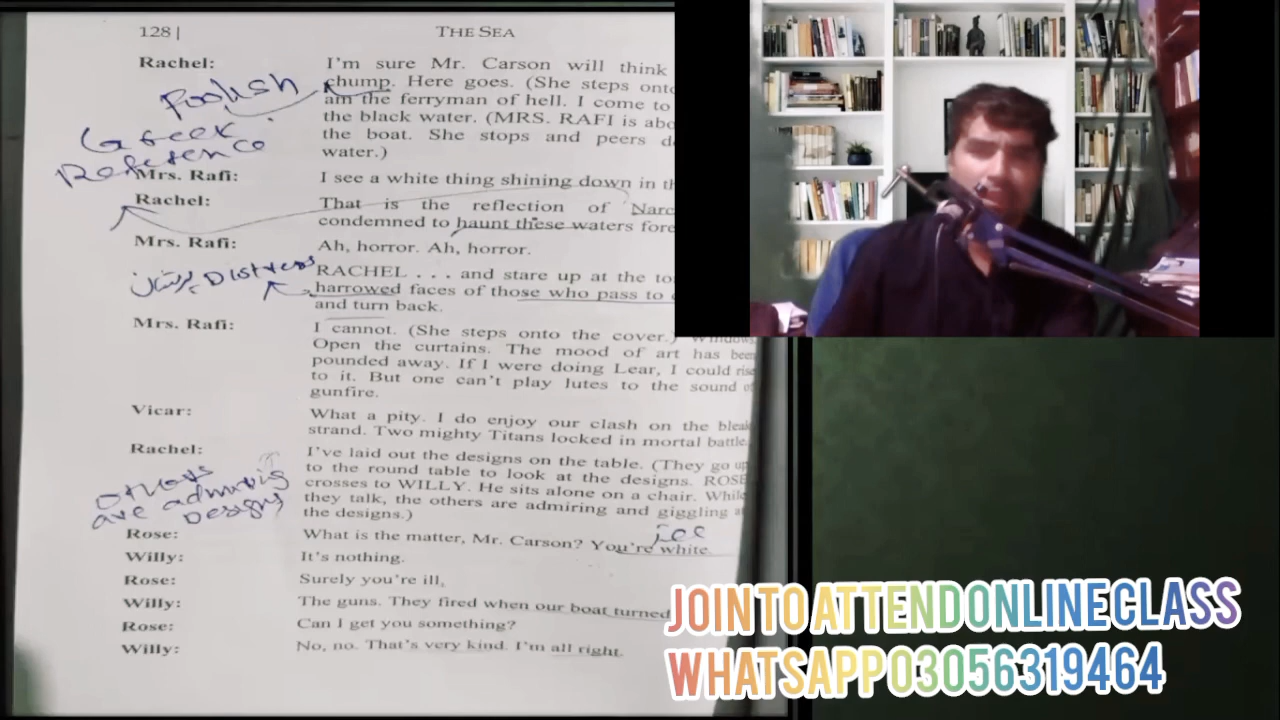 128 | THE SEA
Rachel: I'm sure Mr. Carson will think
chump. Here goes. (She steps onto
Foolish
am the ferryman of hell. I come to
the black water. (MRS. RAFI is abo
Greek
the boat. She stops and peers d
Reference
water.)
Mrs. Rafi: I see a white thing shining down in th
Rachel: That is the reflection of Narc
condemned to haunt these waters fore
Mrs. Rafi: Ah, horror. Ah, horror.
Distress
RACHEL . . . and stare up at the to
harrowed faces of those who pass to
and turn back.
Mrs. Rafi: I cannot. (She steps onto the cover.) Windows.
Open the curtains. The mood of art has been
pounded away. If I were doing Lear, I could rise
to it. But one can't play lutes to the sound of
gunfire.
Vicar: What a pity. I do enjoy our clash on the bleak
strand. Two mighty Titans locked in mortal battle.
Rachel: I've laid out the designs on the table. (They go up
to the round table to look at the designs. ROSE
crosses to WILLY. He sits alone on a chair. While
they talk, the others are admiring and giggling at
the designs.)
others
are admiring
Designs
Rose: What is the matter, Mr. Carson? You're white.
Willy: It's nothing.
Rose: Surely you're ill,
Willy: The guns. They fired when our boat turned
Rose: Can I get you something?
Willy: No, no. That's very kind. I'm all right.
JOIN TO ATTEND ONLINE CLASS
WHATSAPP 03056319464